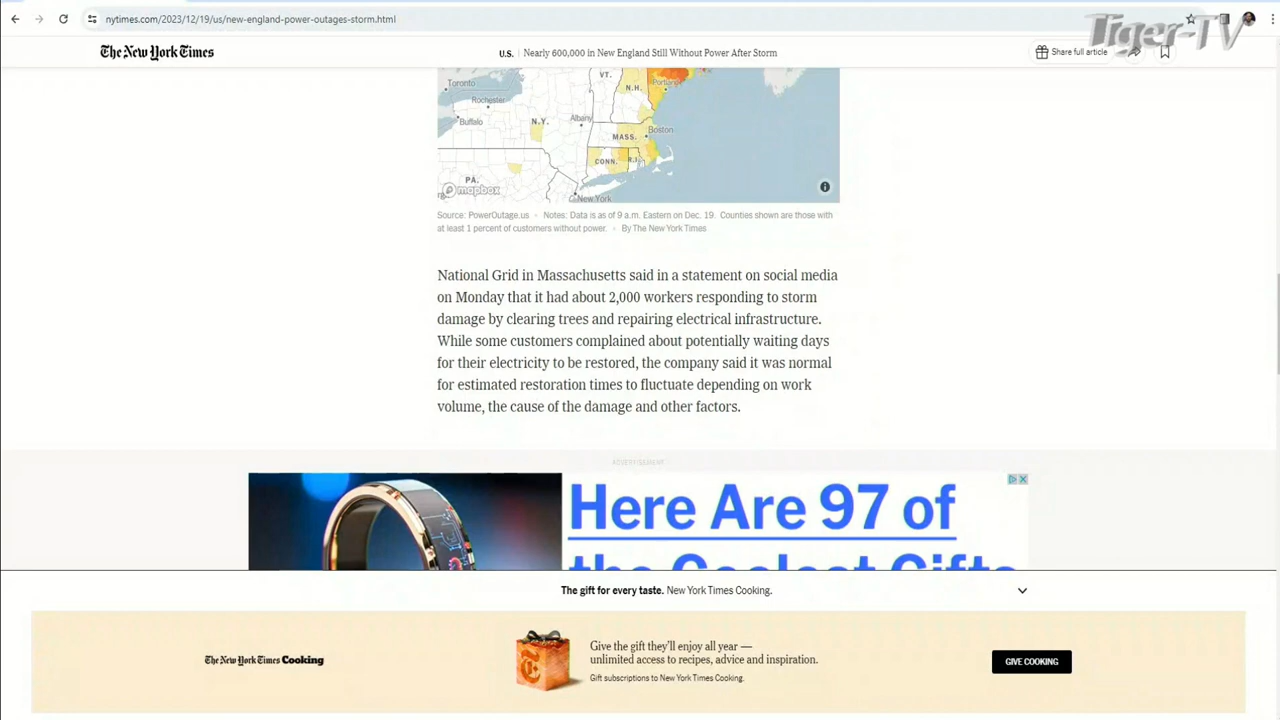 nytimes.com/2023/12/19/us/new-england-power-outages-storm.html
Tiger-TV
The New York Times
U.S. | Nearly 600,000 in New England Still Without Power After Storm
Share full article
Toronto
Rochester
Buffalo
N.Y.
Albany
VT.
N.H.
Portland
MASS.
Boston
CONN.
R.I.
PA.
New York
mapbox
Source: PowerOutage.us • Notes: Data is as of 9 a.m. Eastern on Dec. 19. Counties shown are those with
at least 1 percent of customers without power. • By The New York Times
National Grid in Massachusetts said in a statement on social media
on Monday that it had about 2,000 workers responding to storm
damage by clearing trees and repairing electrical infrastructure.
While some customers complained about potentially waiting days
for their electricity to be restored, the company said it was normal
for estimated restoration times to fluctuate depending on work
volume, the cause of the damage and other factors.
ADVERTISEMENT
Here Are 97 of
the Coolest Gifts
The gift for every taste. New York Times Cooking.
The New York Times Cooking
Give the gift they'll enjoy all year —
unlimited access to recipes, advice and inspiration.
Gift subscriptions to New York Times Cooking.
GIVE COOKING